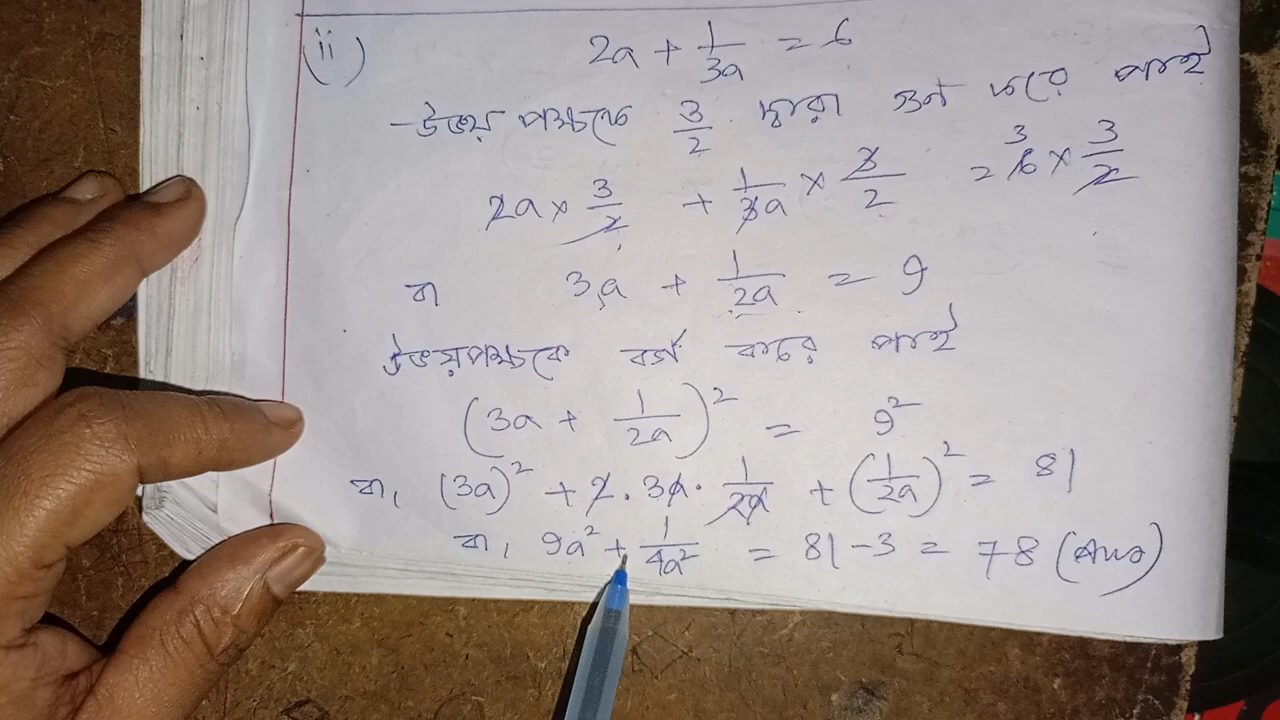 (ii) 2a + 1/3a = 6
উভয় পক্ষকে 3/2 দ্বারা গুন করে পাই
2a × 3/2 + 1/3a × 3/2 = 6 3 × 3/2
বা 3a + 1/2a = 9
উভয়পক্ষকে বর্গ করে পাই
(3a + 1/2a)² = 9²
বা, (3a)² + 2 . 3a . 1/2a + (1/2a)² = 81
বা, 9a² + 1/4a² = 81 - 3 = 78 (Ans)